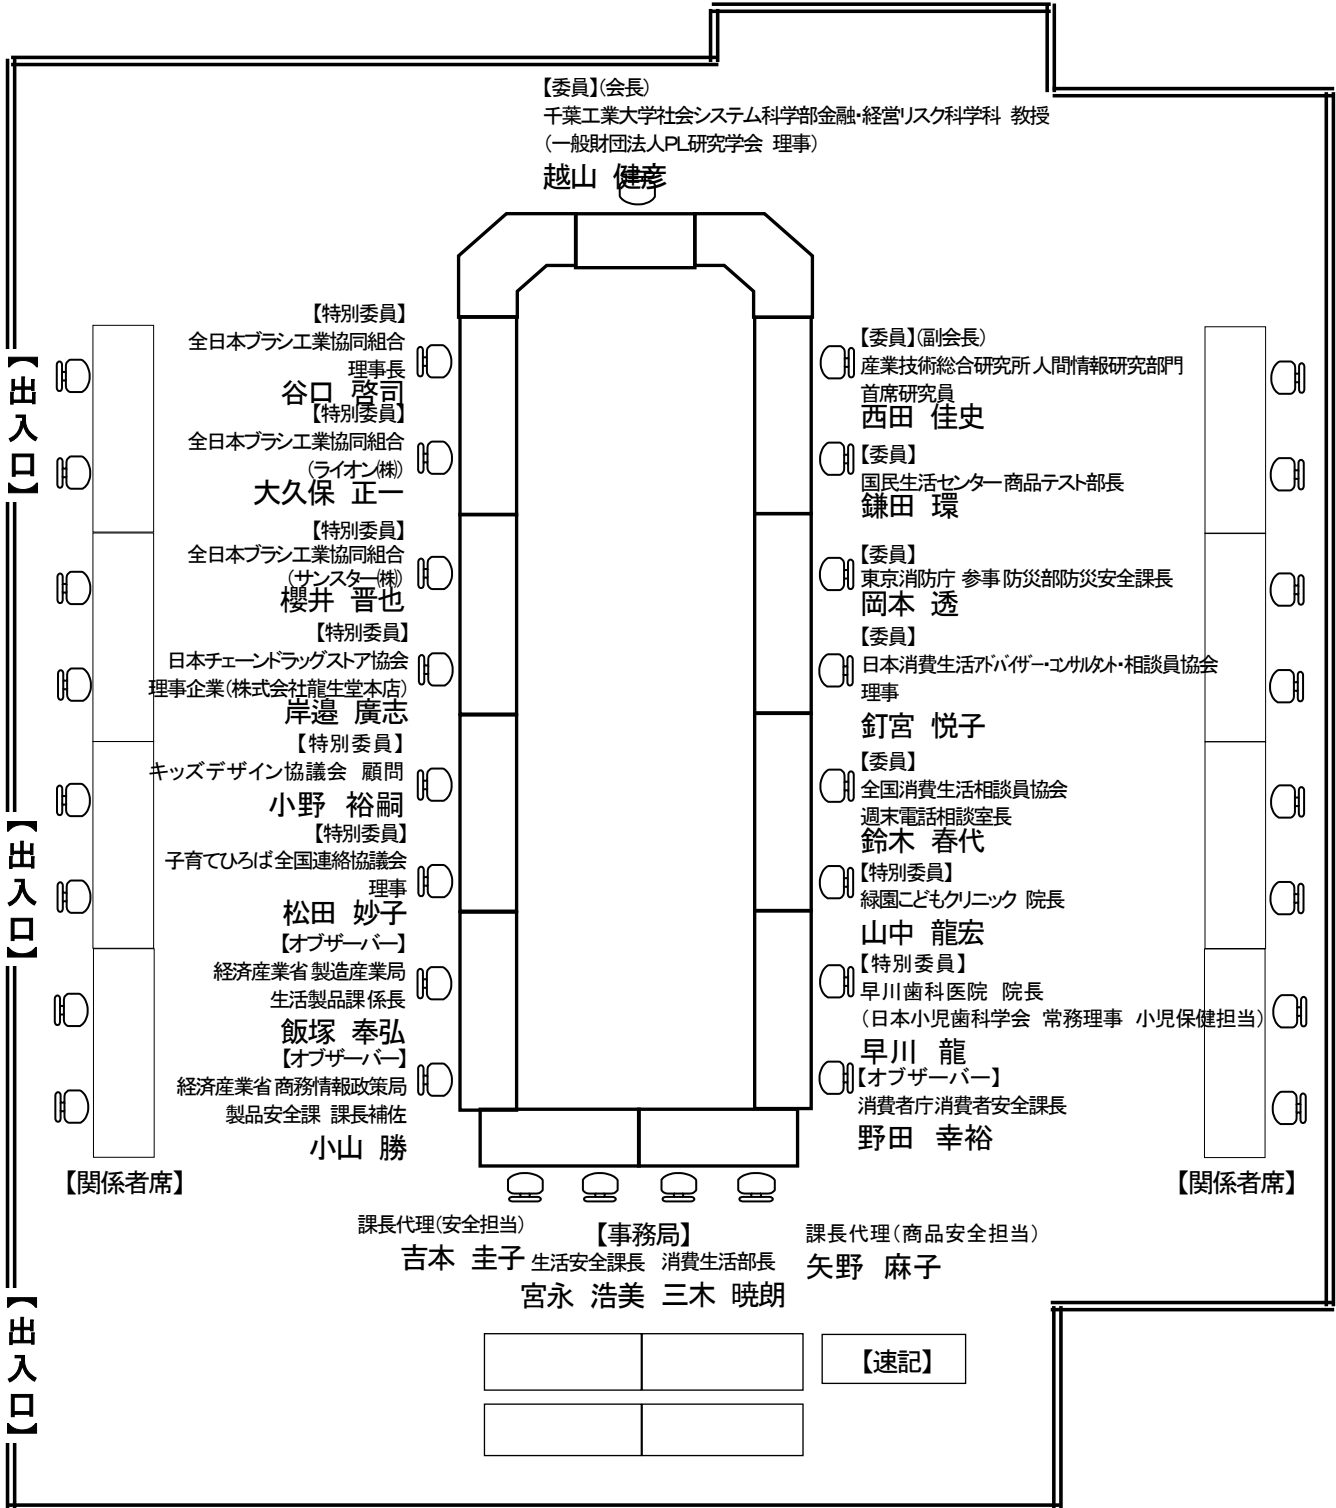 【委員】(会長)
千葉工業大学社会システム科学部金融・経営リスク科学科 教授
(一般財団法人PL研究学会 理事)
越山 健彦
【特別委員】
全日本ブラシ工業協同組合
理事長
谷口 啓司
【特別委員】
全日本ブラシ工業協同組合
(ライオン㈱)
大久保 正一
【特別委員】
全日本ブラシ工業協同組合
(サンスター㈱)
櫻井 晋也
【特別委員】
日本チェーンドラッグストア協会
理事企業(株式会社龍生堂本店)
岸邉 廣志
【特別委員】
キッズデザイン協議会 顧問
小野 裕嗣
【特別委員】
子育てひろば全国連絡協議会
理事
松田 妙子
【オブザーバー】
経済産業省 製造産業局
生活製品課係長
飯塚 奉弘
【オブザーバー】
経済産業省 商務情報政策局
製品安全課 課長補佐
小山 勝
【委員】(副会長)
産業技術総合研究所 人間情報研究部門
首席研究員
西田 佳史
【委員】
国民生活センター 商品テスト部長
鎌田 環
【委員】
東京消防庁 参事 防災部防災安全課長
岡本 透
【委員】
日本消費生活アドバイザー・コンサルタント・相談員協会
理事
釘宮 悦子
【委員】
全国消費生活相談員協会
週末電話相談室長
鈴木 春代
【特別委員】
緑園こどもクリニック 院長
山中 龍宏
【特別委員】
早川歯科医院 院長
(日本小児歯科学会 常務理事 小児保健担当)
早川 龍
【オブザーバー】
消費者庁消費者安全課長
野田 幸裕
【出入口】
【出入口】
【出入口】
【関係者席】
【関係者席】
課長代理(安全担当)
吉本 圭子
【事務局】
生活安全課長 消費生活部長
宮永 浩美 三木 暁朗
課長代理(商品安全担当)
矢野 麻子
【速記】